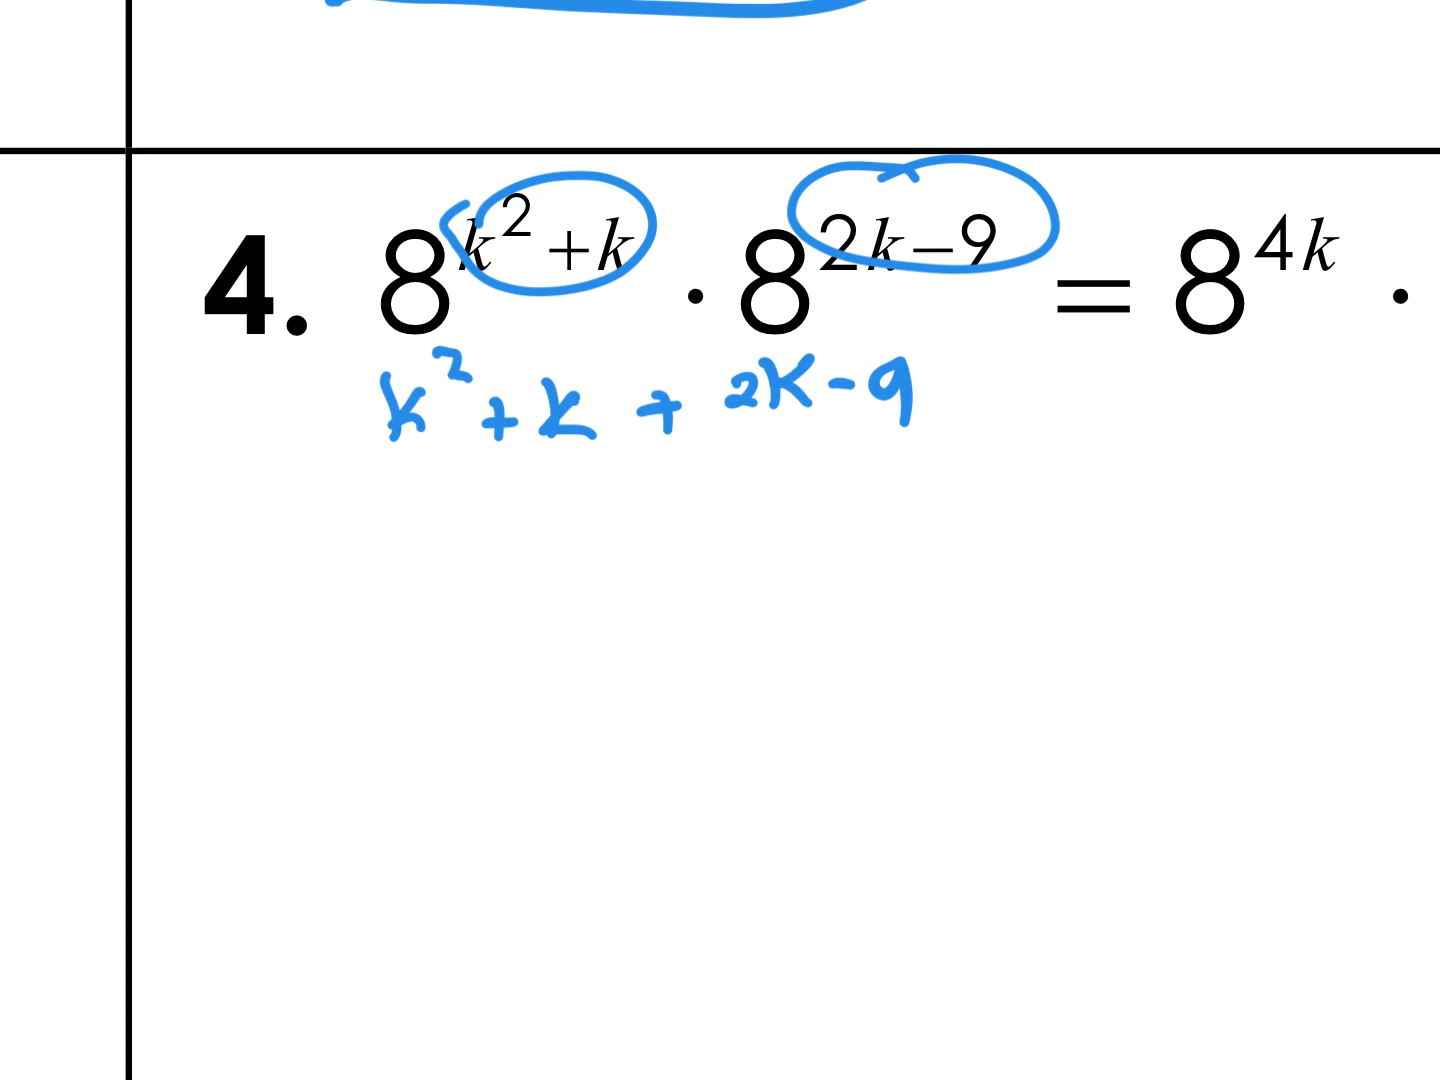 4. 8^{k^2+k} · 8^{2k−9} = 8^{4k} ·
k^2 + k + 2k - 9